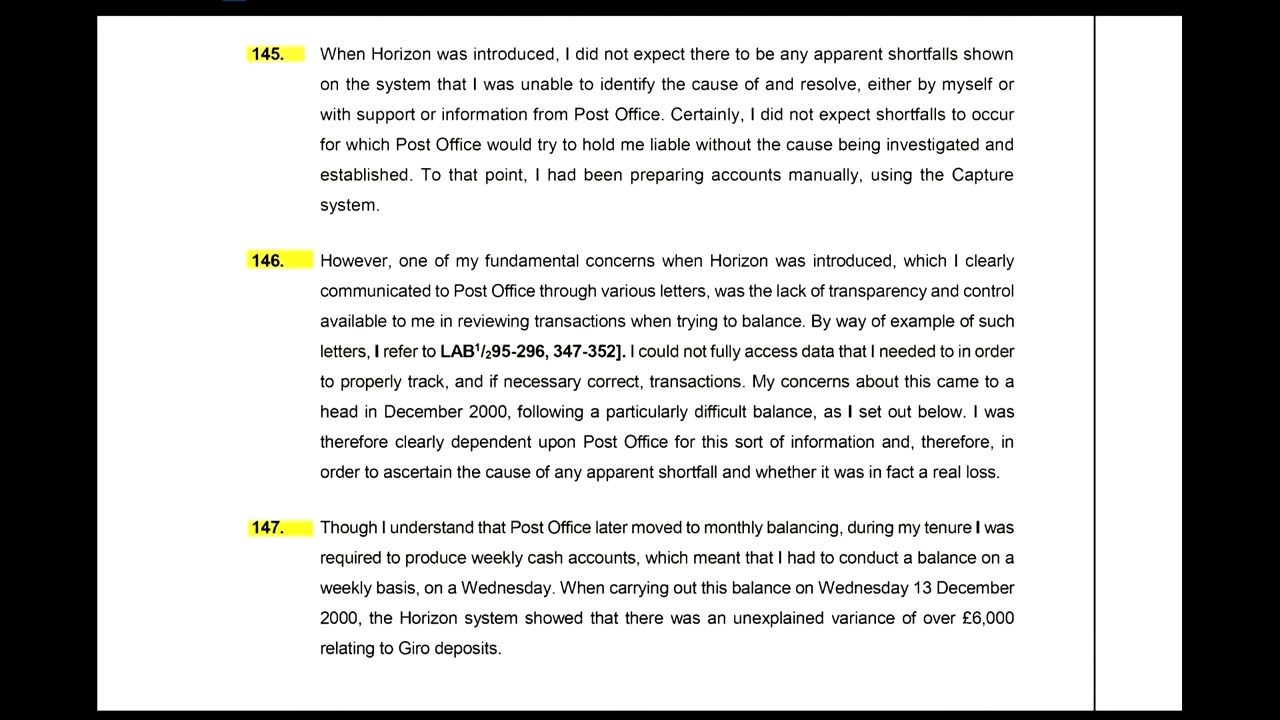 145. When Horizon was introduced, I did not expect there to be any apparent shortfalls shown
on the system that I was unable to identify the cause of and resolve, either by myself or
with support or information from Post Office. Certainly, I did not expect shortfalls to occur
for which Post Office would try to hold me liable without the cause being investigated and
established. To that point, I had been preparing accounts manually, using the Capture
system.
146. However, one of my fundamental concerns when Horizon was introduced, which I clearly
communicated to Post Office through various letters, was the lack of transparency and control
available to me in reviewing transactions when trying to balance. By way of example of such
letters, I refer to LAB¹/₂95-296, 347-352]. I could not fully access data that I needed to in order
to properly track, and if necessary correct, transactions. My concerns about this came to a
head in December 2000, following a particularly difficult balance, as I set out below. I was
therefore clearly dependent upon Post Office for this sort of information and, therefore, in
order to ascertain the cause of any apparent shortfall and whether it was in fact a real loss.
147. Though I understand that Post Office later moved to monthly balancing, during my tenure I was
required to produce weekly cash accounts, which meant that I had to conduct a balance on a
weekly basis, on a Wednesday. When carrying out this balance on Wednesday 13 December
2000, the Horizon system showed that there was an unexplained variance of over £6,000
relating to Giro deposits.